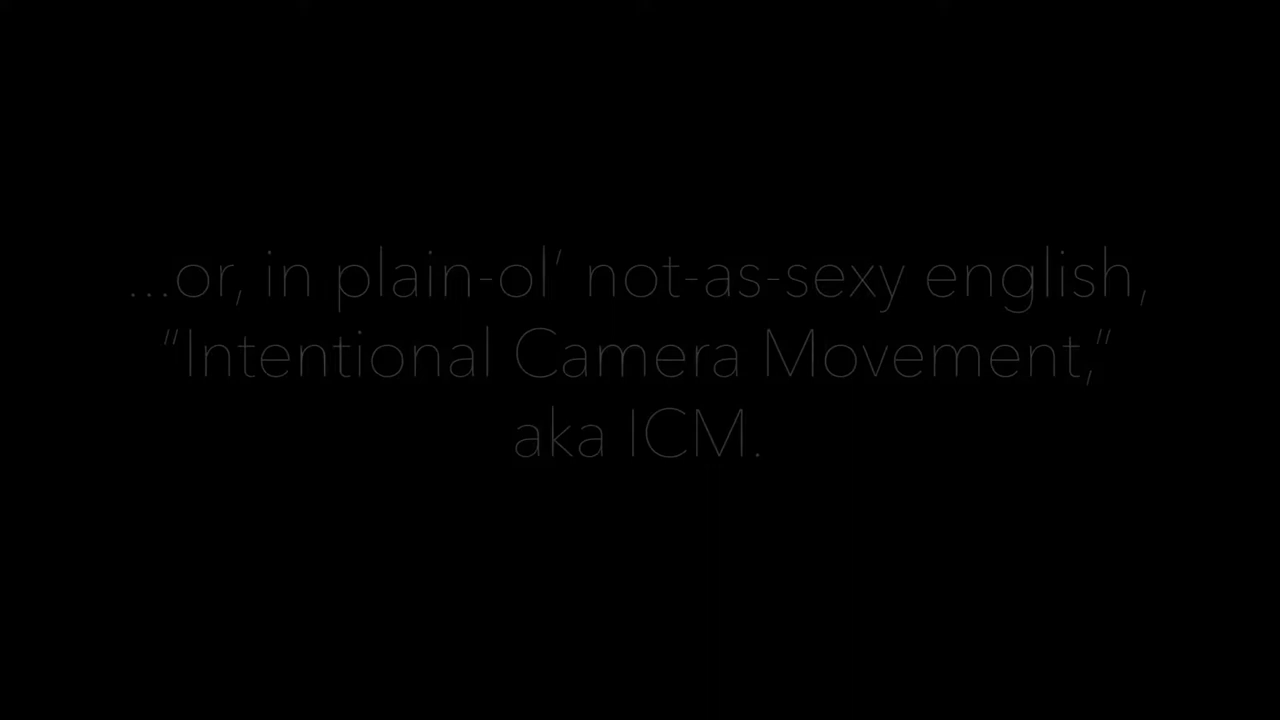 ...or, in plain-ol’ not-as-sexy english,
“Intentional Camera Movement,”
aka ICM.